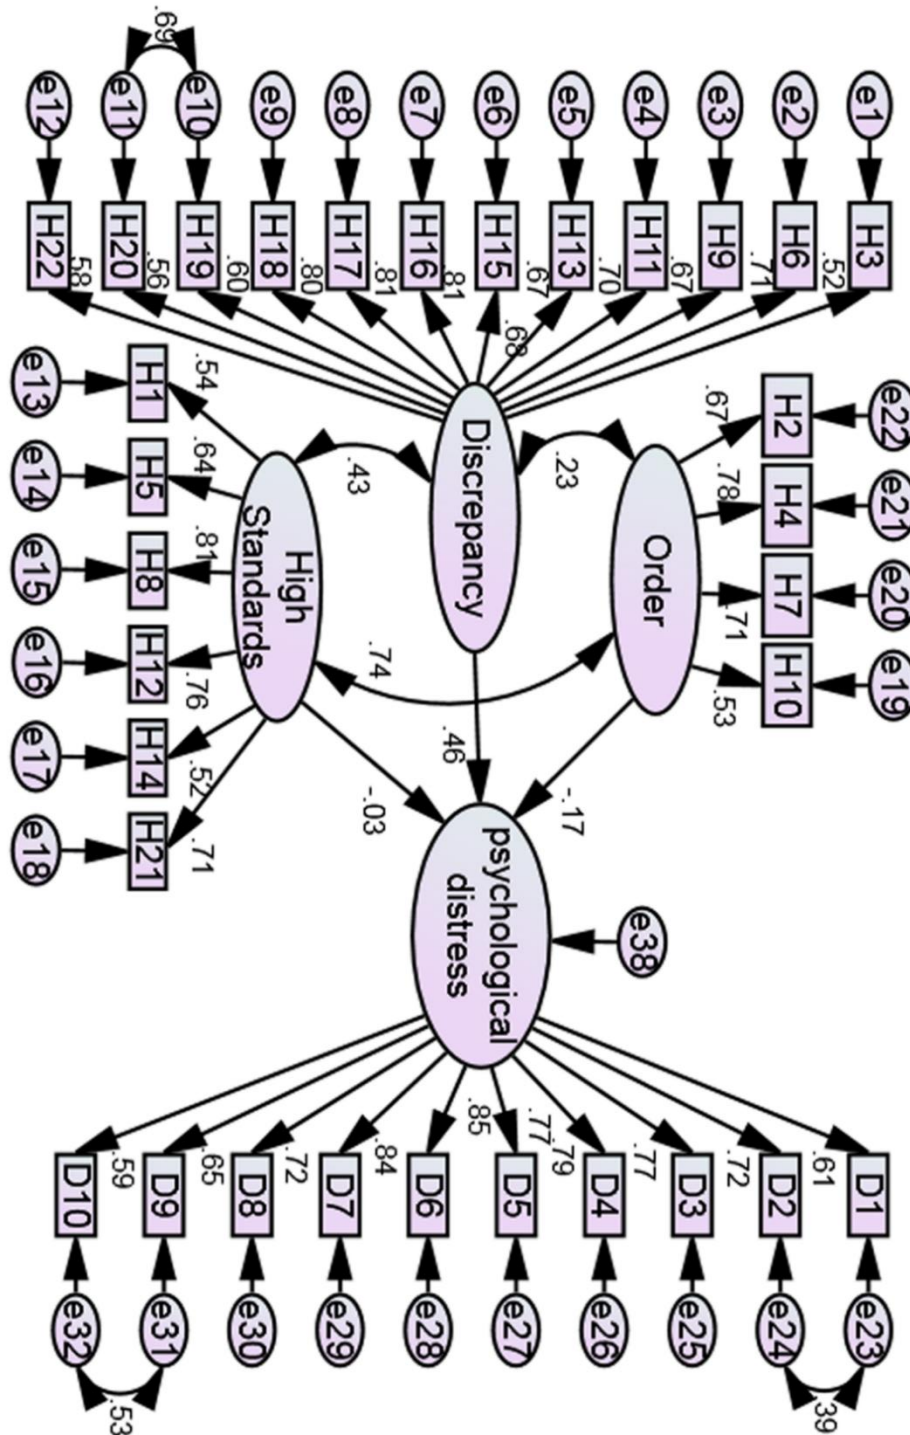 e1
e2
e3
e4
e5
e6
e7
e8
e9
e10
e11
e12
.69
H3
H6
H9
H11
H13
H15
H16
H17
H18
H19
H20
H22
.52
.71
.67
.70
.67
.68
.81
.81
.80
.60
.56
.58
e22
e21
e20
e19
H2
H4
H7
H10
.67
.78
.71
.53
Order
Discrepancy
High
Standards
.23
.43
.74
.54
.64
.81
.76
.52
.71
H1
H5
H8
H12
H14
H21
e13
e14
e15
e16
e17
e18
-.17
.46
-.03
psychological
distress
e38
.61
.72
.77
.79
.77
.85
.84
.72
.65
.59
D1
D2
D3
D4
D5
D6
D7
D8
D9
D10
e23
e24
e25
e26
e27
e28
e29
e30
e31
e32
.39
.53